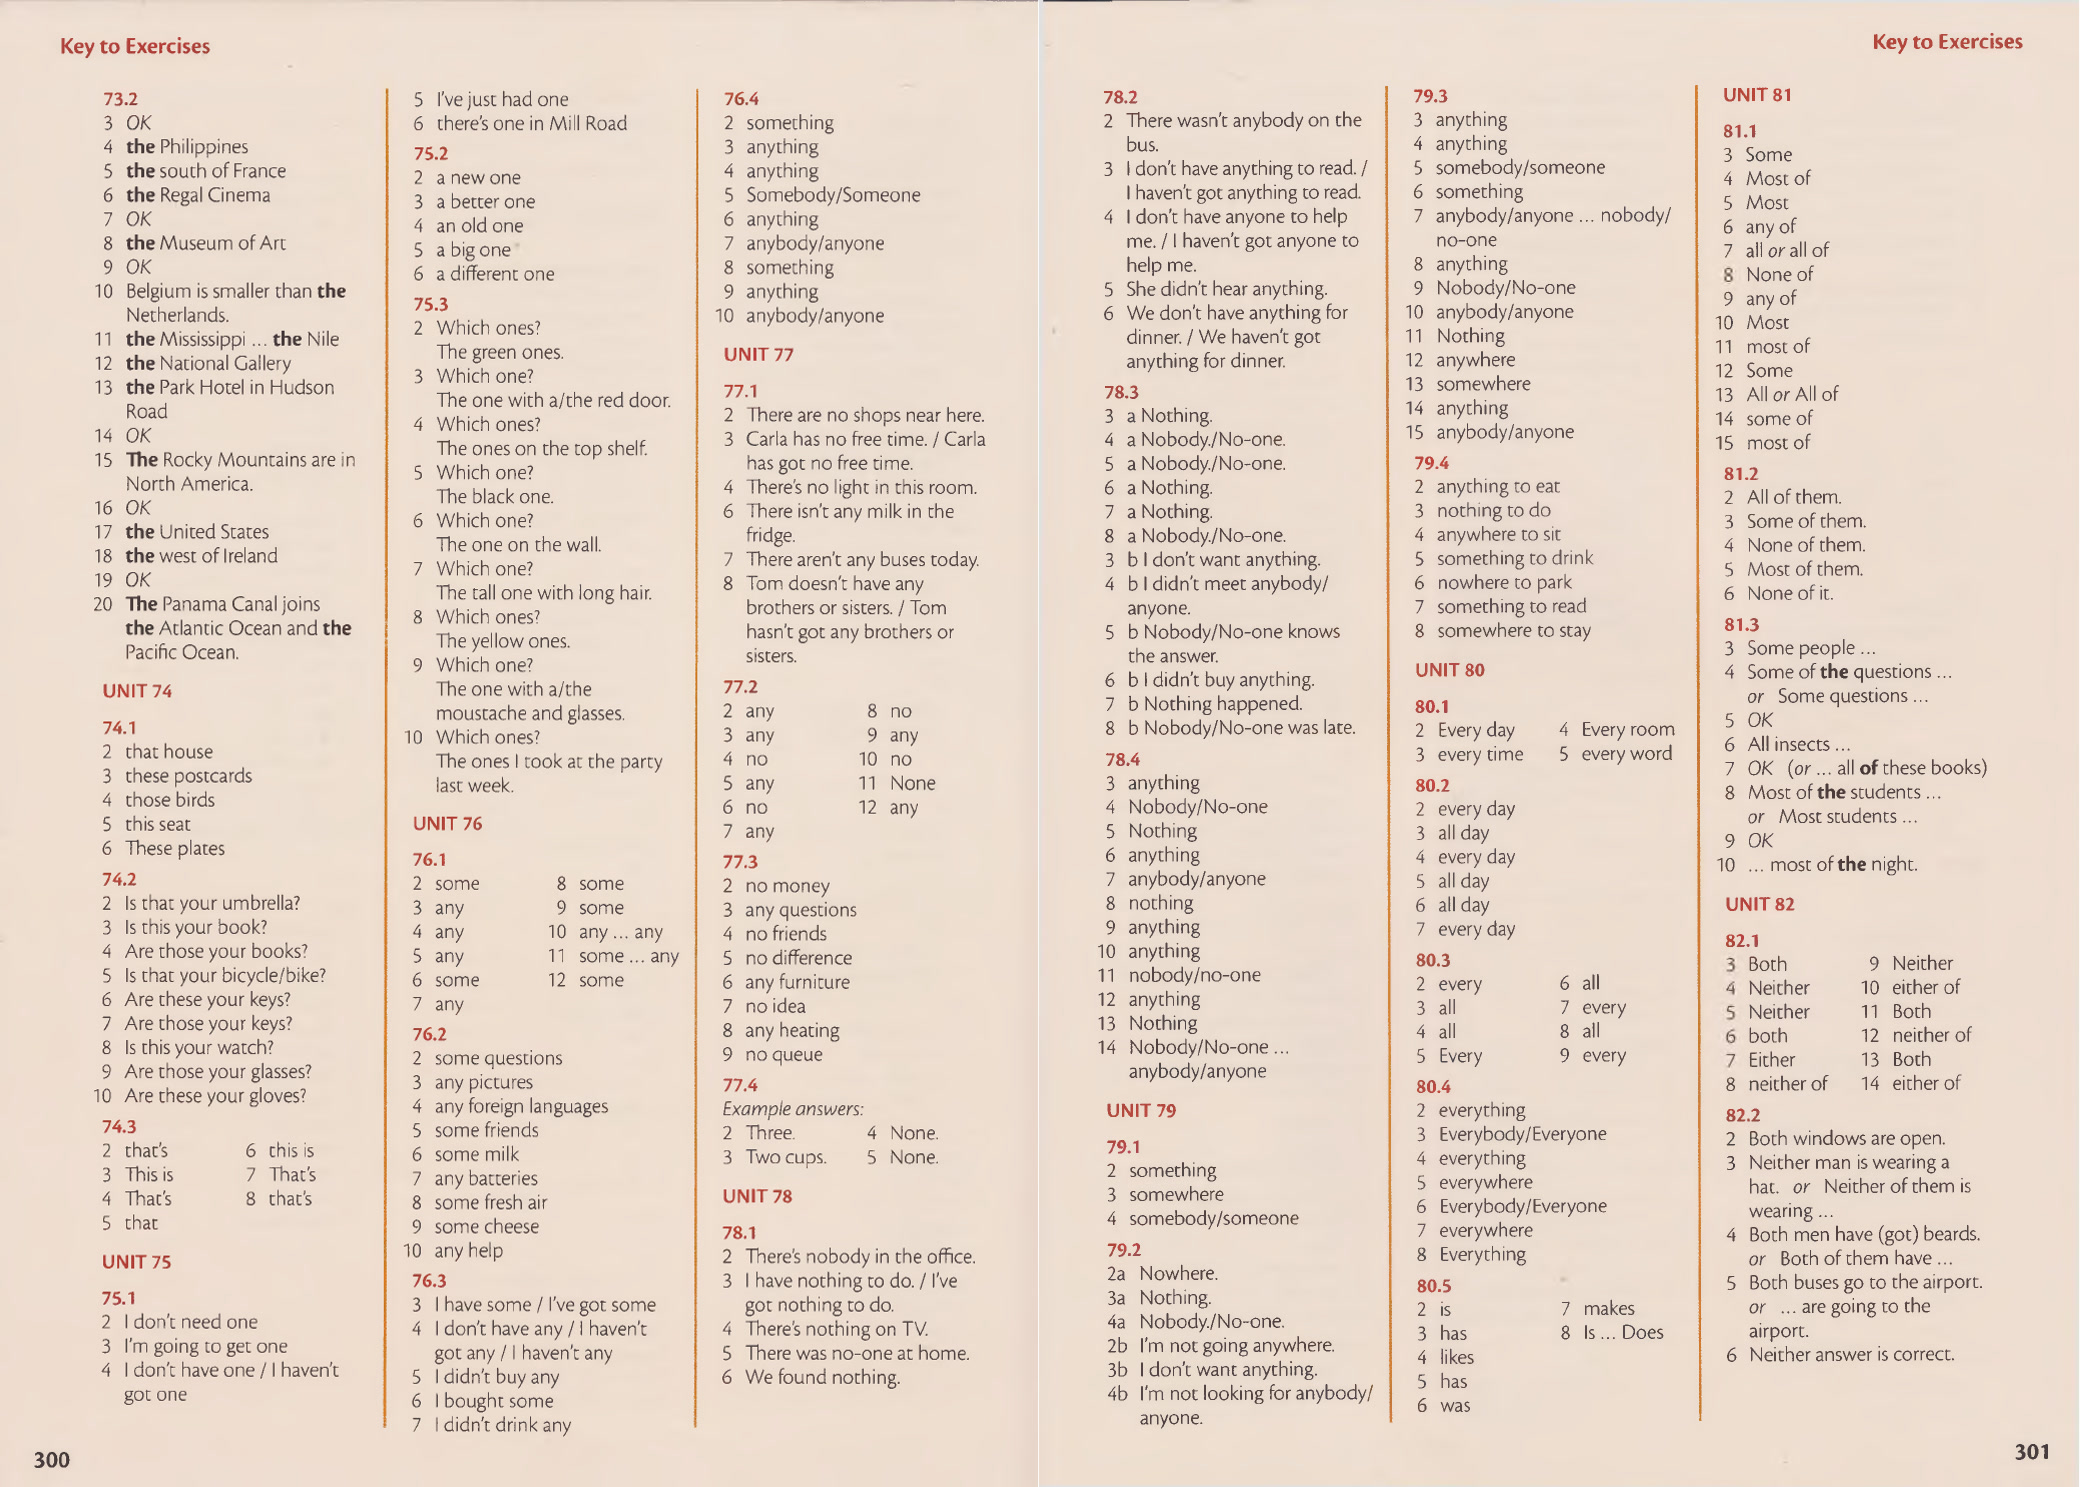 Key to Exercises
73.2
3 OK
4 the Philippines
5 the south of France
6 the Regal Cinema
7 OK
8 the Museum of Art
9 OK
10 Belgium is smaller than the
Netherlands.
11 the Mississippi ... the Nile
12 the National Gallery
13 the Park Hotel in Hudson
Road
14 OK
15 The Rocky Mountains are in
North America.
16 OK
17 the United States
18 the west of Ireland
19 OK
20 The Panama Canal joins
the Atlantic Ocean and the
Pacific Ocean.
UNIT 74
74.1
2 that house
3 these postcards
4 those birds
5 this seat
6 These plates
74.2
2 Is that your umbrella?
3 Is this your book?
4 Are those your books?
5 Is that your bicycle/bike?
6 Are these your keys?
7 Are those your keys?
8 Is this your watch?
9 Are those your glasses?
10 Are these your gloves?
74.3
2 that's 6 this is
3 This is 7 That's
4 That's 8 that's
5 that
UNIT 75
75.1
2 I don't need one
3 I'm going to get one
4 I don't have one / I haven't
got one
5 I've just had one
6 there's one in Mill Road
75.2
2 a new one
3 a better one
4 an old one
5 a big one
6 a different one
75.3
2 Which ones?
The green ones.
3 Which one?
The one with a/the red door.
4 Which ones?
The ones on the top shelf.
5 Which one?
The black one.
6 Which one?
The one on the wall.
7 Which one?
The tall one with long hair.
8 Which ones?
The yellow ones.
9 Which one?
The one with a/the
moustache and glasses.
10 Which ones?
The ones I took at the party
last week.
UNIT 76
76.1
2 some 8 some
3 any 9 some
4 any 10 any ... any
5 any 11 some ... any
6 some 12 some
7 any
76.2
2 some questions
3 any pictures
4 any foreign languages
5 some friends
6 some milk
7 any batteries
8 some fresh air
9 some cheese
10 any help
76.3
3 I have some / I've got some
4 I don't have any / I haven't
got any / I haven't any
5 I didn't buy any
6 I bought some
7 I didn't drink any
76.4
2 something
3 anything
4 anything
5 Somebody/Someone
6 anything
7 anybody/anyone
8 something
9 anything
10 anybody/anyone
UNIT 77
77.1
2 There are no shops near here.
3 Carla has no free time. / Carla
has got no free time.
4 There's no light in this room.
6 There isn't any milk in the
fridge.
7 There aren't any buses today.
8 Tom doesn't have any
brothers or sisters. / Tom
hasn't got any brothers or
sisters.
77.2
2 any 8 no
3 any 9 any
4 no 10 no
5 any 11 None
6 no 12 any
7 any
77.3
2 no money
3 any questions
4 no friends
5 no difference
6 any furniture
7 no idea
8 any heating
9 no queue
77.4
Example answers:
2 Three. 4 None.
3 Two cups. 5 None.
UNIT 78
78.1
2 There's nobody in the office.
3 I have nothing to do. / I've
got nothing to do.
4 There's nothing on TV.
5 There was no-one at home.
6 We found nothing.
300
Key to Exercises
78.2
2 There wasn't anybody on the
bus.
3 I don't have anything to read. /
I haven't got anything to read.
4 I don't have anyone to help
me. / I haven't got anyone to
help me.
5 She didn't hear anything.
6 We don't have anything for
dinner. / We haven't got
anything for dinner.
78.3
3 a Nothing.
4 a Nobody./No-one.
5 a Nobody./No-one.
6 a Nothing.
7 a Nothing.
8 a Nobody./No-one.
3 b I don't want anything.
4 b I didn't meet anybody/
anyone.
5 b Nobody/No-one knows
the answer.
6 b I didn't buy anything.
7 b Nothing happened.
8 b Nobody/No-one was late.
78.4
3 anything
4 Nobody/No-one
5 Nothing
6 anything
7 anybody/anyone
8 nothing
9 anything
10 anything
11 nobody/no-one
12 anything
13 Nothing
14 Nobody/No-one ...
anybody/anyone
UNIT 79
79.1
2 something
3 somewhere
4 somebody/someone
79.2
2a Nowhere.
3a Nothing.
4a Nobody./No-one.
2b I'm not going anywhere.
3b I don't want anything.
4b I'm not looking for anybody/
anyone.
79.3
3 anything
4 anything
5 somebody/someone
6 something
7 anybody/anyone ... nobody/
no-one
8 anything
9 Nobody/No-one
10 anybody/anyone
11 Nothing
12 anywhere
13 somewhere
14 anything
15 anybody/anyone
79.4
2 anything to eat
3 nothing to do
4 anywhere to sit
5 something to drink
6 nowhere to park
7 something to read
8 somewhere to stay
UNIT 80
80.1
2 Every day 4 Every room
3 every time 5 every word
80.2
2 every day
3 all day
4 every day
5 all day
6 all day
7 every day
80.3
2 every 6 all
3 all 7 every
4 all 8 all
5 Every 9 every
80.4
2 everything
3 Everybody/Everyone
4 everything
5 everywhere
6 Everybody/Everyone
7 everywhere
8 Everything
80.5
2 is 7 makes
3 has 8 Is ... Does
4 likes
5 has
6 was
UNIT 81
81.1
3 Some
4 Most of
5 Most
6 any of
7 all or all of
8 None of
9 any of
10 Most
11 most of
12 Some
13 All or All of
14 some of
15 most of
81.2
2 All of them.
3 Some of them.
4 None of them.
5 Most of them.
6 None of it.
81.3
3 Some people ...
4 Some of the questions ...
or Some questions ...
5 OK
6 All insects ...
7 OK (or ... all of these books)
8 Most of the students ...
or Most students ...
9 OK
10 ... most of the night.
UNIT 82
82.1
3 Both 9 Neither
4 Neither 10 either of
5 Neither 11 Both
6 both 12 neither of
7 Either 13 Both
8 neither of 14 either of
82.2
2 Both windows are open.
3 Neither man is wearing a
hat. or Neither of them is
wearing ...
4 Both men have (got) beards.
or Both of them have ...
5 Both buses go to the airport.
or ... are going to the
airport.
6 Neither answer is correct.
301